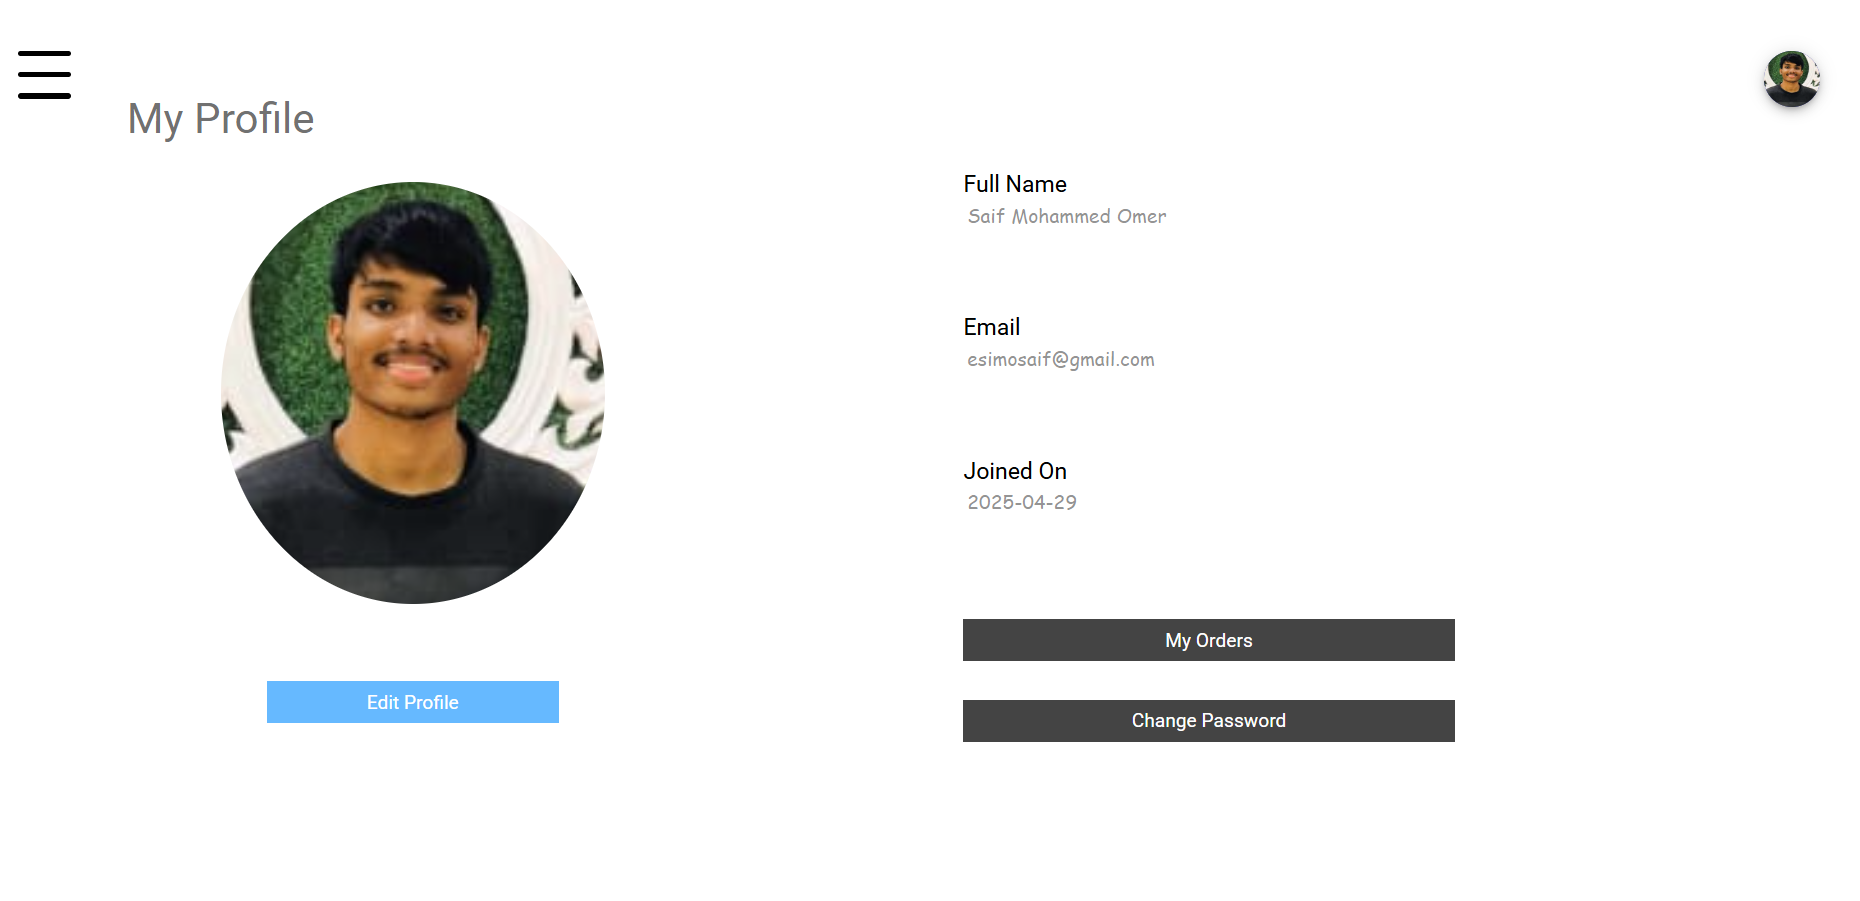 My Profile
Full Name
Saif Mohammed Omer
Email
esimosaif@gmail.com
Joined On
2025-04-29
Edit Profile
My Orders
Change Password